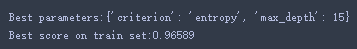 Best parameters:{'criterion': 'entropy', 'max_depth': 15}
Best score on train set:0.96589